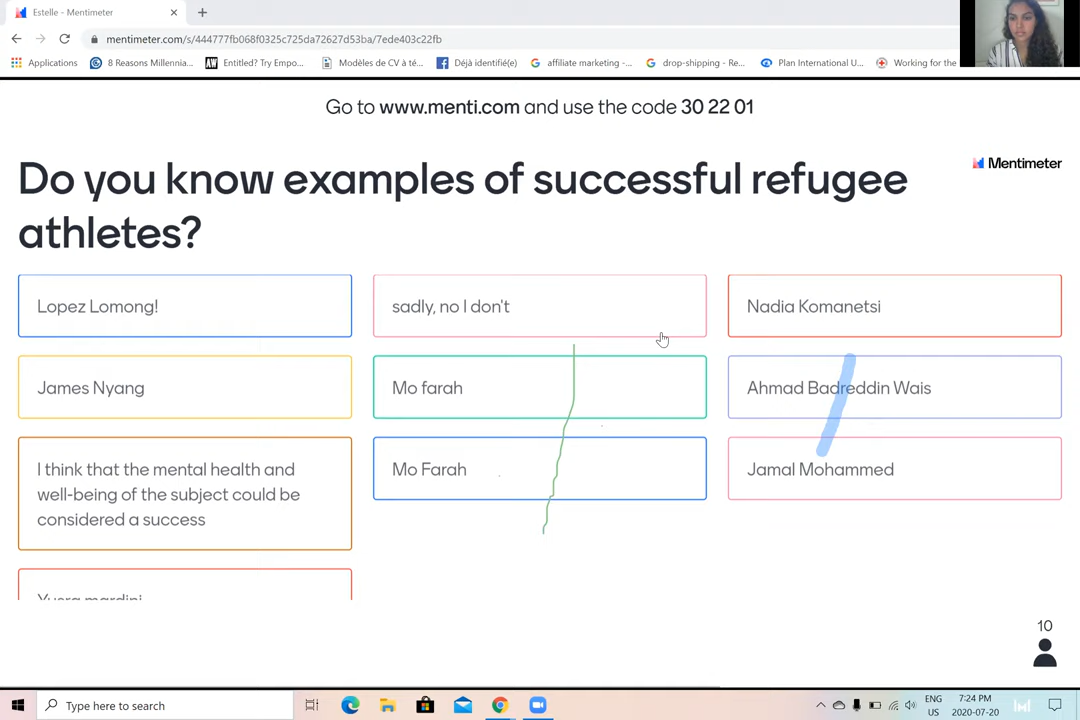 Estelle - Mentimeter
mentimeter.com/s/444777fb068f0325c725da72627d53ba/7ede403c22fb
Applications
8 Reasons Millennia...
Entitled? Try Empo...
Modèles de CV à té...
Déjà identifié(e)
affiliate marketing -...
drop-shipping - Re...
Plan International U...
Working for the
Go to www.menti.com and use the code 30 22 01
Mentimeter
Do you know examples of successful refugee
athletes?
Lopez Lomong!
sadly, no I don't
Nadia Komanetsi
James Nyang
Mo farah
Ahmad Badreddin Wais
I think that the mental health and
well-being of the subject could be
considered a success
Mo Farah
Jamal Mohammed
Yusra mardini
10
Type here to search
ENG
US
7:24 PM
2020-07-20